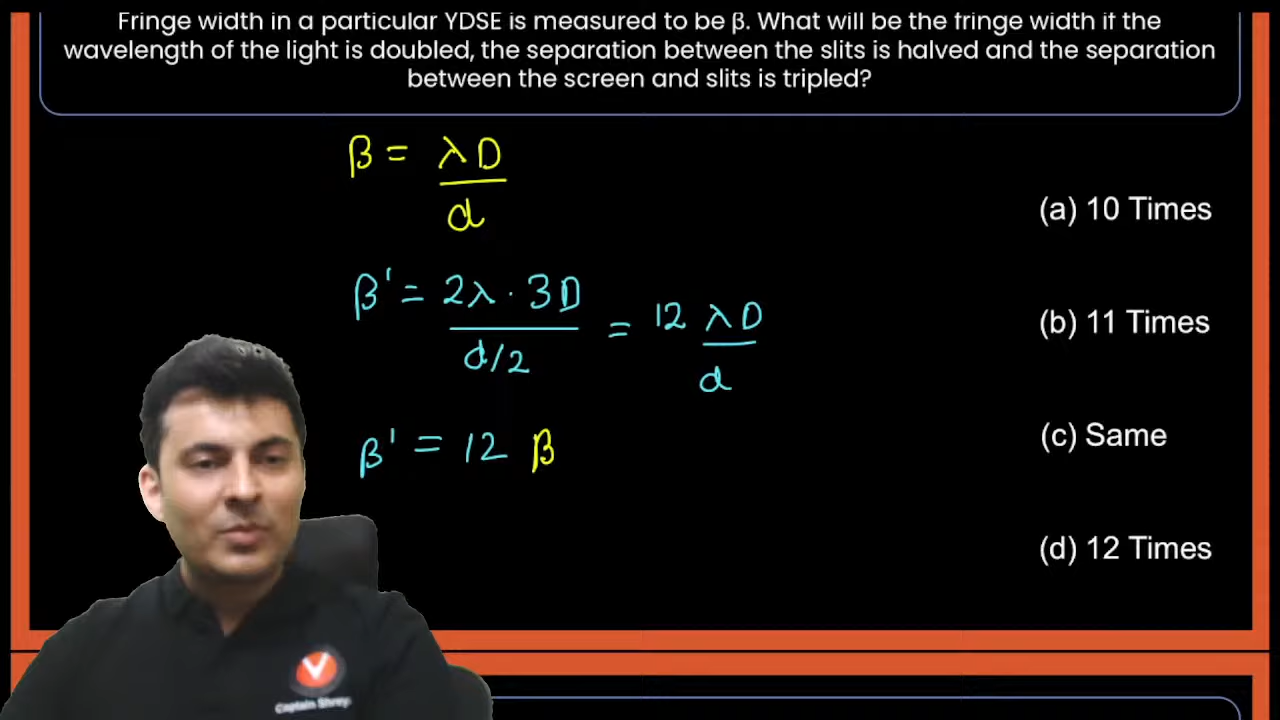 Fringe width in a particular YDSE is measured to be β. What will be the fringe width if the
wavelength of the light is doubled, the separation between the slits is halved and the separation
between the screen and slits is tripled?
β = λD/d
(a) 10 Times
β' = 2λ · 3D/d/2 = 12 λD/d
(b) 11 Times
β' = 12 β
(c) Same
(d) 12 Times
V
Captain Shrey